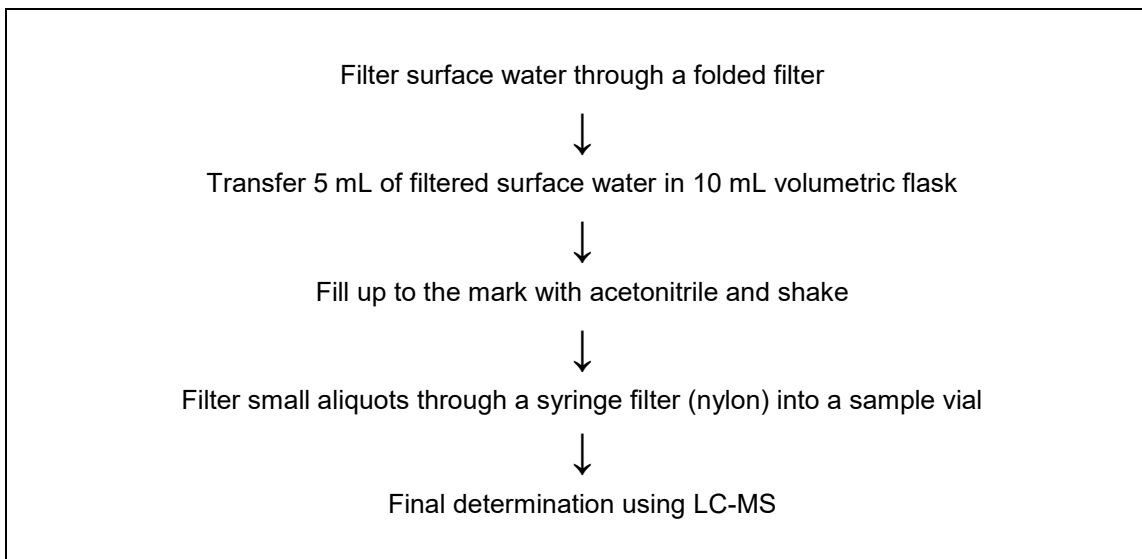 Filter surface water through a folded filter
Transfer 5 mL of filtered surface water in 10 mL volumetric flask
Fill up to the mark with acetonitrile and shake
Filter small aliquots through a syringe filter (nylon) into a sample vial
Final determination using LC-MS